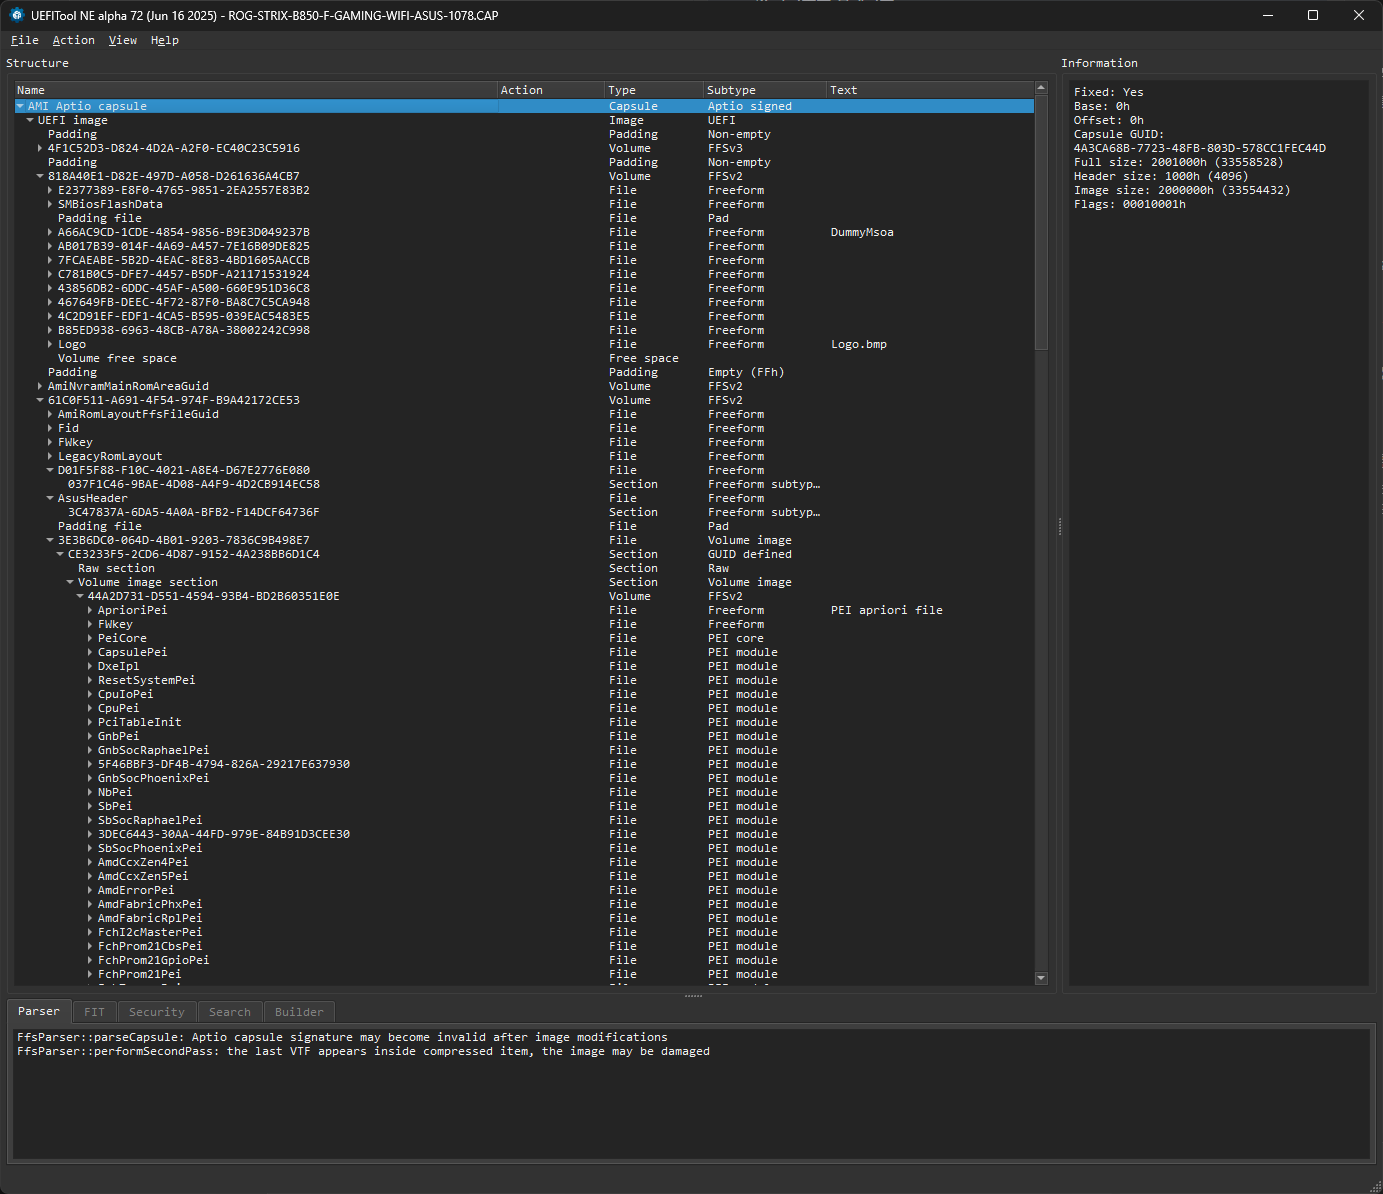 UEFITool NE alpha 72 (Jun 16 2025) - ROG-STRIX-B850-F-GAMING-WIFI-ASUS-1078.CAP
File Action View Help
Structure
Name Action Type Subtype Text
AMI Aptio capsule Capsule Aptio signed
UEFI image Image UEFI
Padding Padding Non-empty
4F1C52D3-D824-4D2A-A2F0-EC40C23C5916 Volume FFSv3
Padding Padding Non-empty
818A40E1-D82E-497D-A058-D261636A4CB7 Volume FFSv2
E2377389-E8F0-4765-9851-2EA2557E83B2 File Freeform
SMBiosFlashData File Freeform
Padding file File Pad
A66AC9CD-1CDE-4854-9856-B9E3D049237B File Freeform DummyMsoa
AB017B39-014F-4A69-A457-7E16B09DE825 File Freeform
7FCAEABE-5B2D-4EAC-8E83-4BD1605AACCB File Freeform
C781B0C5-DFE7-4457-B5DF-A21171531924 File Freeform
43856DB2-6DDC-45AF-A500-660E951D36C8 File Freeform
467649FB-DEEC-4F72-87F0-BA8C7C5CA948 File Freeform
4C2D91EF-EDF1-4CA5-B595-039EAC5483E5 File Freeform
B85ED938-6963-48CB-A78A-38002242C998 File Freeform
Logo File Freeform Logo.bmp
Volume free space Free space
Padding Padding Empty (FFh)
AmiNvramMainRomAreaGuid Volume FFSv2
61C0F511-A691-4F54-974F-B9A42172CE53 Volume FFSv2
AmiRomLayoutFfsFileGuid File Freeform
Fid File Freeform
FWkey File Freeform
LegacyRomLayout File Freeform
D01F5F88-F10C-4021-A8E4-D67E2776E080 File Freeform
037F1C46-9BAE-4D08-A4F9-4D2CB914EC58 Section Freeform subtyp…
AsusHeader File Freeform
3C47837A-6DA5-4A0A-BFB2-F14DCF64736F Section Freeform subtyp…
Padding file File Pad
3E3B6DC0-064D-4B01-9203-7836C9B498E7 File Volume image
CE3233F5-2CD6-4D87-9152-4A238BB6D1C4 Section GUID defined
Raw section Section Raw
Volume image section Section Volume image
44A2D731-D551-4594-93B4-BD2B60351E0E Volume FFSv2
AprioriPei File Freeform PEI apriori file
FWkey File Freeform
PeiCore File PEI core
CapsulePei File PEI module
DxeIpl File PEI module
ResetSystemPei File PEI module
CpuIoPei File PEI module
CpuPei File PEI module
PciTableInit File PEI module
GnbPei File PEI module
GnbSocRaphaelPei File PEI module
5F46BBF3-DF4B-4794-826A-29217E637930 File PEI module
GnbSocPhoenixPei File PEI module
NbPei File PEI module
SbPei File PEI module
SbSocRaphaelPei File PEI module
3DEC6443-30AA-44FD-979E-84B91D3CEE30 File PEI module
SbSocPhoenixPei File PEI module
AmdCcxZen4Pei File PEI module
AmdCcxZen5Pei File PEI module
AmdErrorPei File PEI module
AmdFabricPhxPei File PEI module
AmdFabricRplPei File PEI module
FchI2cMasterPei File PEI module
FchProm21CbsPei File PEI module
FchProm21GpioPei File PEI module
FchProm21Pei File PEI module
Information
Fixed: Yes
Base: 0h
Offset: 0h
Capsule GUID:
4A3CA68B-7723-48FB-803D-578CC1FEC44D
Full size: 2001000h (33558528)
Header size: 1000h (4096)
Image size: 2000000h (33554432)
Flags: 00010001h
Parser FIT Security Search Builder
FfsParser::parseCapsule: Aptio capsule signature may become invalid after image modifications
FfsParser::performSecondPass: the last VTF appears inside compressed item, the image may be damaged